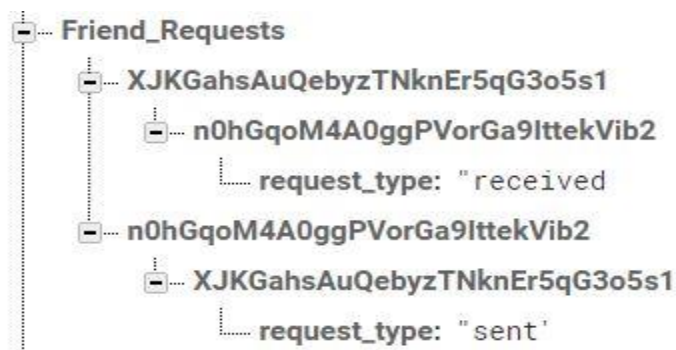 Friend_Requests
XJKGahsAuQebyzTNknEr5qG3o5s1
n0hGqoM4A0ggPVorGa9IttekVib2
request_type: "received
n0hGqoM4A0ggPVorGa9IttekVib2
XJKGahsAuQebyzTNknEr5qG3o5s1
request_type: "sent'